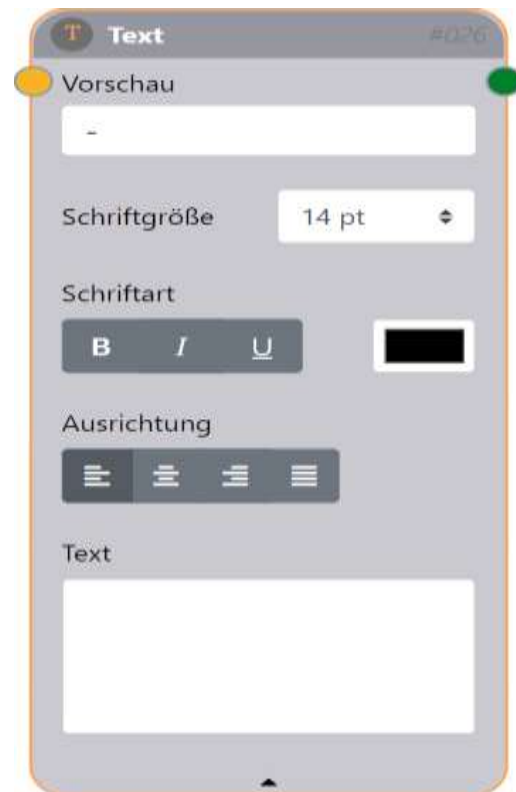 T Text #026
Vorschau
-
Schriftgröße 14 pt
Schriftart
B I U
Ausrichtung
Text